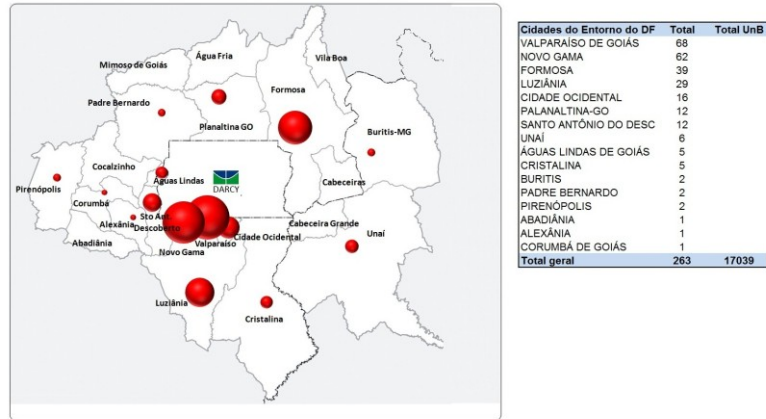 Água Fria
Vila Boa
Mimoso de Goiás
Formosa
Padre Bernardo
Planaltina GO
Buritis-MG
Cocalzinho
Águas Lindas
DARCY
Cabeceiras
Pirenópolis
Corumbá
Sto Ant.
Descoberto
Alexânia
Cabeceira Grande
Valparaíso
Cidade Ocidental
Unaí
Abadiânia
Novo Gama
Luziânia
Cristalina
Cidades do Entorno do DF Total Total UnB
VALPARAÍSO DE GOIÁS 68
NOVO GAMA 62
FORMOSA 39
LUZIÂNIA 29
CIDADE OCIDENTAL 16
PALANALTINA-GO 12
SANTO ANTÔNIO DO DESC 12
UNAÍ 6
ÁGUAS LINDAS DE GOIÁS 5
CRISTALINA 5
BURITIS 2
PADRE BERNARDO 2
PIRENÓPOLIS 2
ABADIÂNIA 1
ALEXÂNIA 1
CORUMBÁ DE GOIÁS 1
Total geral 263 17039